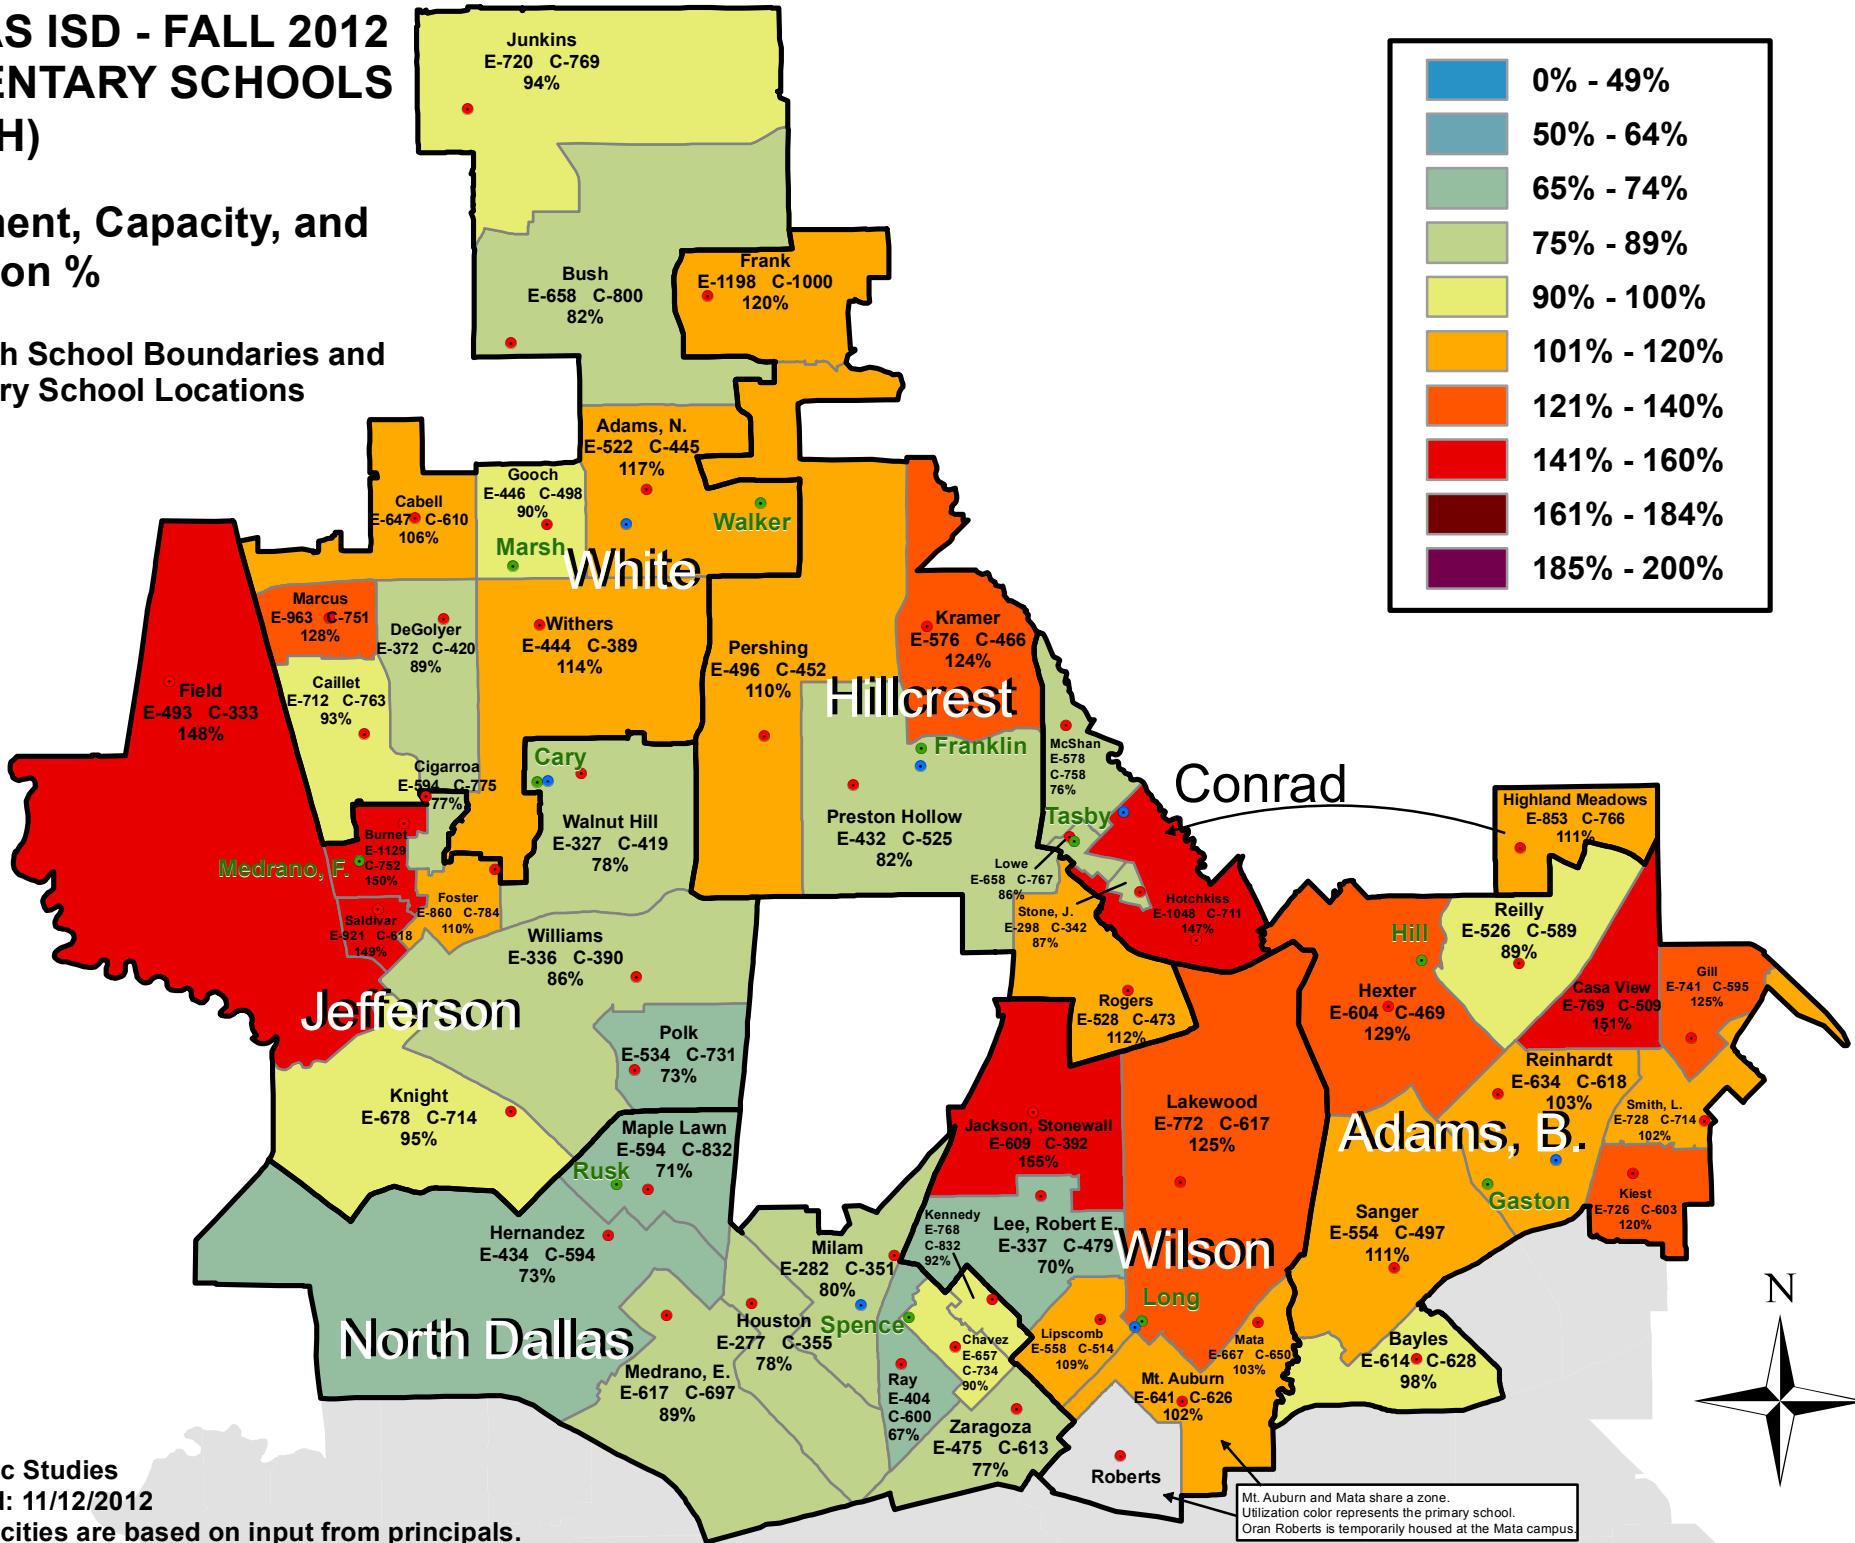 AS ISD - FALL 2012
ENTARY SCHOOLS
H)
nent, Capacity, and
on %
h School Boundaries and
ry School Locations
0% - 49%
50% - 64%
65% - 74%
75% - 89%
90% - 100%
101% - 120%
121% - 140%
141% - 160%
161% - 184%
185% - 200%
Junkins
E-720 C-769
94%
Bush
E-658 C-800
82%
Frank
E-1198 C-1000
120%
Adams, N.
E-522 C-445
117%
Gooch
E-446 C-498
90%
Marsh
Cabell
E-647 C-610
106%
Walker
White
Marcus
E-963 C-751
128%
DeGolyer
E-372 C-420
89%
Withers
E-444 C-389
114%
Pershing
E-496 C-452
110%
Kramer
E-576 C-466
124%
Hillcrest
Franklin
Field
E-493 C-333
148%
Caillet
E-712 C-763
93%
Cigarroa
E-594 C-775
77%
Cary
Walnut Hill
E-327 C-419
78%
Preston Hollow
E-432 C-525
82%
McShan
E-578
C-758
76%
Tasby
Conrad
Highland Meadows
E-853 C-766
111%
Burnet
E-1129
C-752
150%
Medrano, F.
Foster
E-860 C-784
110%
Saldivar
E-921 C-618
149%
Lowe
E-658 C-767
86%
Stone, J.
E-298 C-342
87%
Hotchkiss
E-1048 C-711
147%
Hill
Reilly
E-526 C-589
89%
Williams
E-336 C-390
86%
Jefferson
Rogers
E-528 C-473
112%
Hexter
E-604 C-469
129%
Casa View
E-769 C-509
151%
Gill
E-741 C-595
125%
Polk
E-534 C-731
73%
Knight
E-678 C-714
95%
Reinhardt
E-634 C-618
103%
Smith, L.
E-728 C-714
102%
Maple Lawn
E-594 C-832
71%
Rusk
Jackson, Stonewall
E-609 C-392
155%
Lakewood
E-772 C-617
125%
Adams, B.
Gaston
Kiest
E-726 C-603
120%
Hernandez
E-434 C-594
73%
Kennedy
E-768
C-832
92%
Lee, Robert E.
E-337 C-479
70%
Wilson
Sanger
E-554 C-497
111%
Milam
E-282 C-351
80%
Spence
North Dallas
Houston
E-277 C-355
78%
Long
Lipscomb
E-558 C-514
109%
Mata
E-667 C-650
103%
Chavez
E-657
C-734
90%
Medrano, E.
E-617 C-697
89%
Ray
E-404
C-600
67%
Mt. Auburn
E-641 C-626
102%
Bayles
E-614 C-628
98%
Zaragoza
E-475 C-613
77%
Roberts
N
Mt. Auburn and Mata share a zone.
Utilization color represents the primary school.
Oran Roberts is temporarily housed at the Mata campus.
c Studies
d: 11/12/2012
cities are based on input from principals.